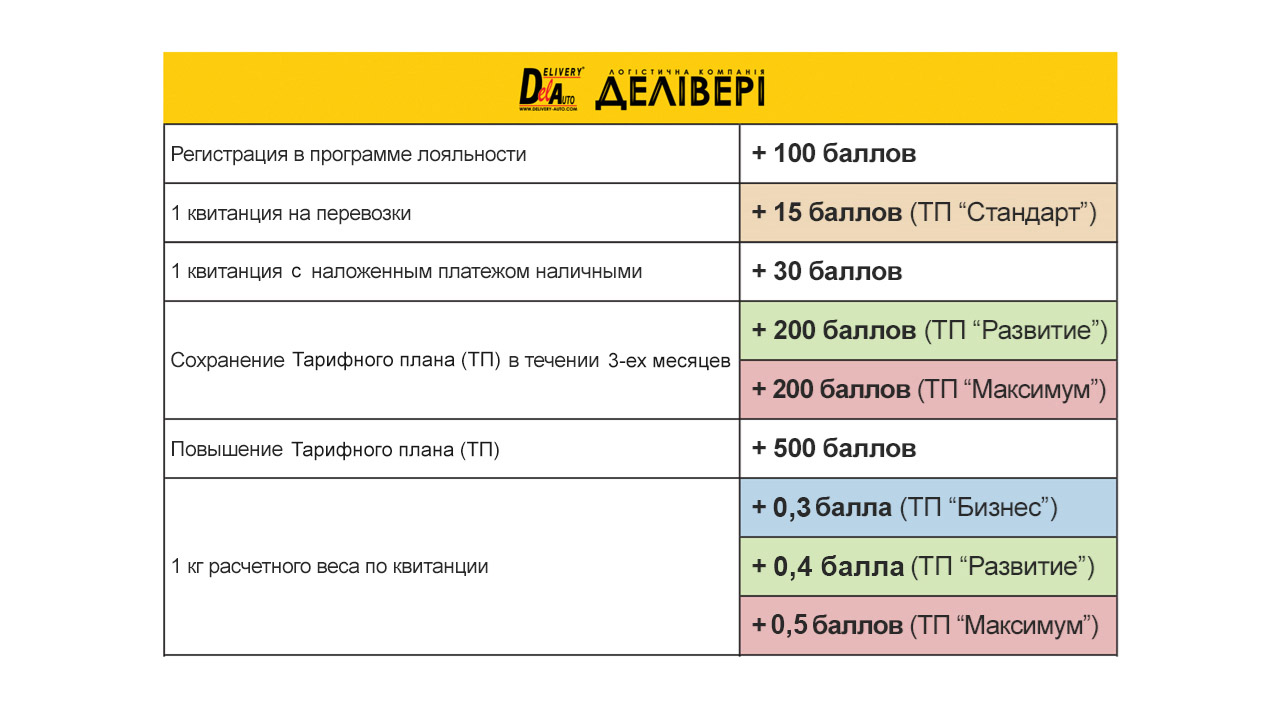 DELIVERY
DelAuto
WWW.DELIVERY-AUTO.COM
ЛОГІСТИЧНА КОМПАНІЯ
ДЕЛІВЕРІ
Регистрация в программе лояльности
+ 100 баллов
1 квитанция на перевозки
+ 15 баллов (ТП “Стандарт”)
1 квитанция с наложенным платежом наличными
+ 30 баллов
Сохранение Тарифного плана (ТП) в течении 3-ех месяцев
+ 200 баллов (ТП “Развитие”)
+ 200 баллов (ТП “Максимум”)
Повышение Тарифного плана (ТП)
+ 500 баллов
1 кг расчетного веса по квитанции
+ 0,3 балла (ТП “Бизнес”)
+ 0,4 балла (ТП “Развитие”)
+ 0,5 баллов (ТП “Максимум”)